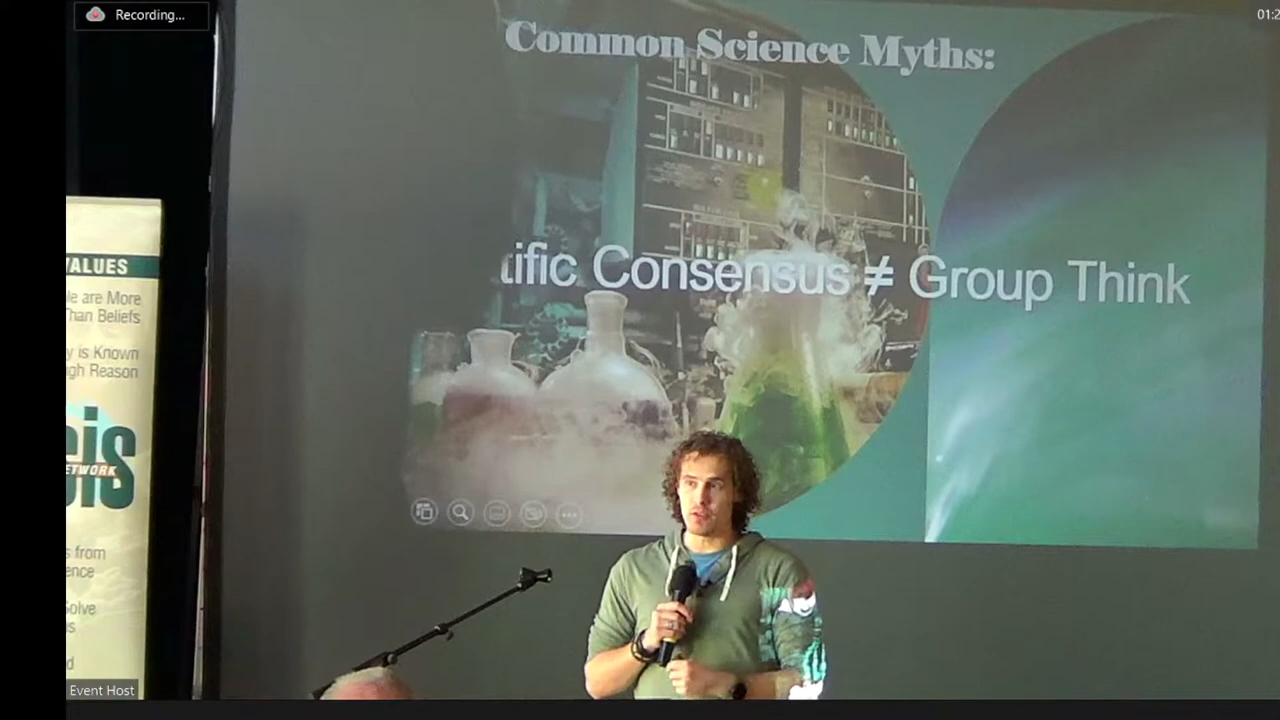 Recording...
01:2
Common Science Myths:
tific Consensus ≠ Group Think
VALUES
le are More
Than Beliefs
y is Known
gh Reason
eis
ETWORK
s from
ence
Solve
s
d
Event Host